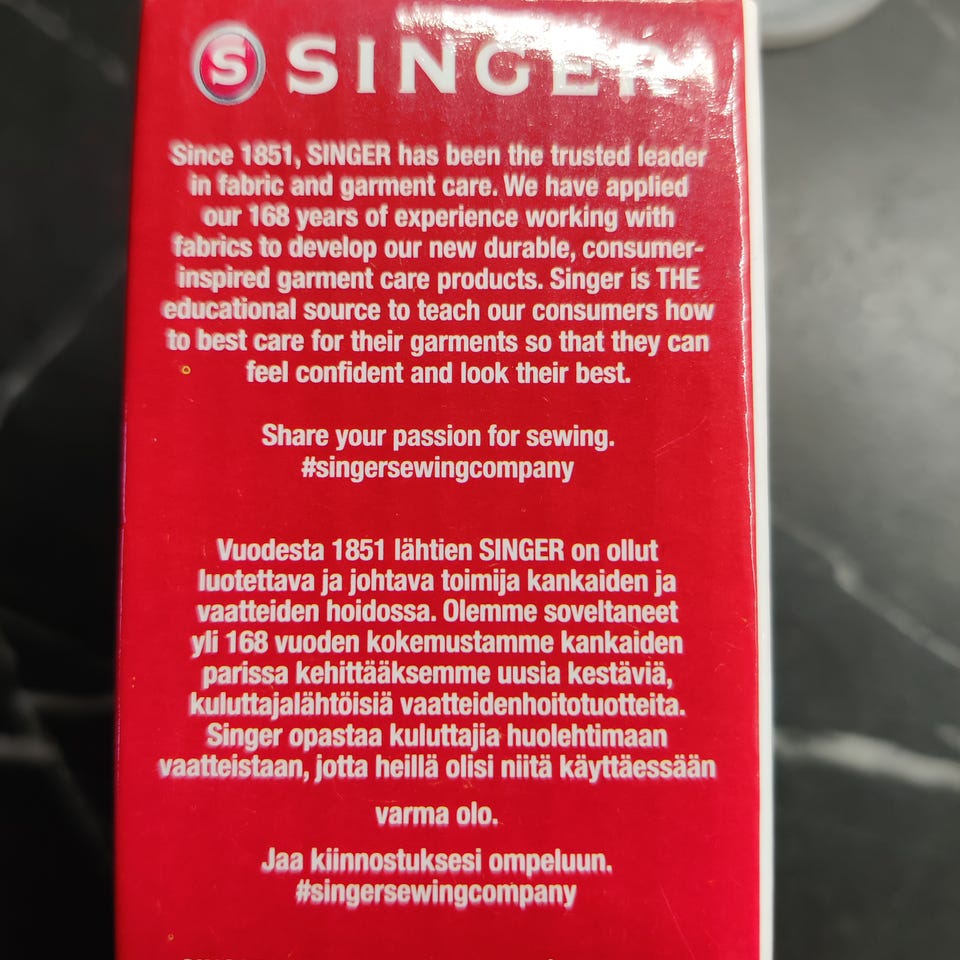 S SINGER
Since 1851, SINGER has been the trusted leader
in fabric and garment care. We have applied
our 168 years of experience working with
fabrics to develop our new durable, consumer-
inspired garment care products. Singer is THE
educational source to teach our consumers how
to best care for their garments so that they can
feel confident and look their best.
Share your passion for sewing.
#singersewingcompany
Vuodesta 1851 lähtien SINGER on ollut
luotettava ja johtava toimija kankaiden ja
vaatteiden hoidossa. Olemme soveltaneet
yli 168 vuoden kokemustamme kankaiden
parissa kehittääksemme uusia kestäviä,
kuluttajalähtöisiä vaatteidenhoitotuotteita.
Singer opastaa kuluttajia huolehtimaan
vaatteistaan, jotta heillä olisi niitä käyttäessään
varma olo.
Jaa kiinnostuksesi ompeluun.
#singersewingcompany